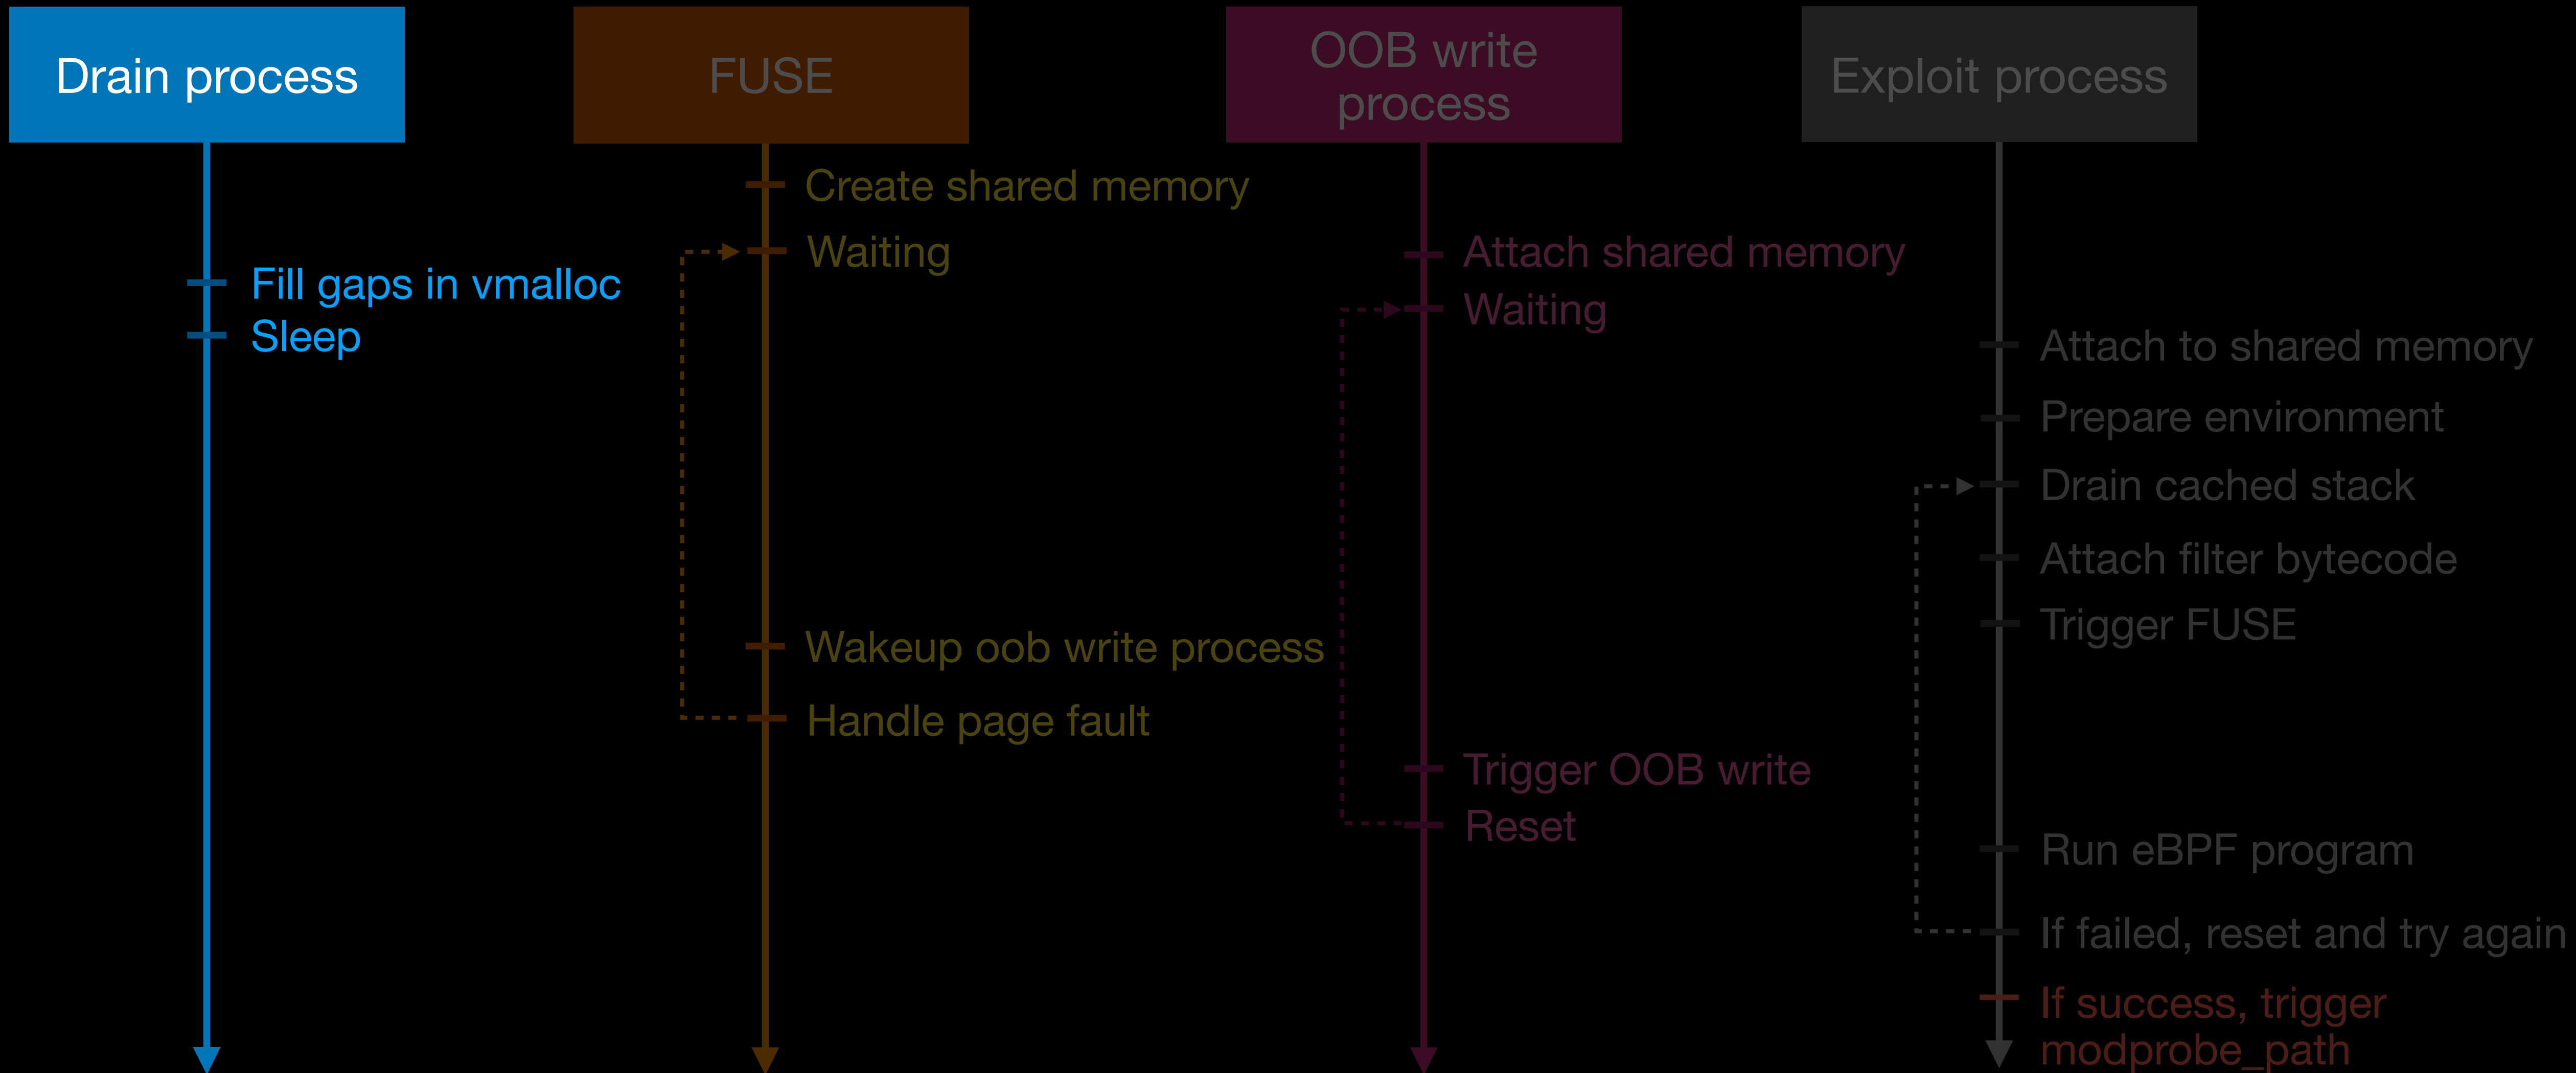 Drain process
FUSE
OOB write
process
Exploit process
Create shared memory
Waiting
Fill gaps in vmalloc
Sleep
Attach shared memory
Waiting
Attach to shared memory
Prepare environment
Drain cached stack
Attach filter bytecode
Trigger FUSE
Wakeup oob write process
Handle page fault
Trigger OOB write
Reset
Run eBPF program
If failed, reset and try again
If success, trigger
modprobe_path